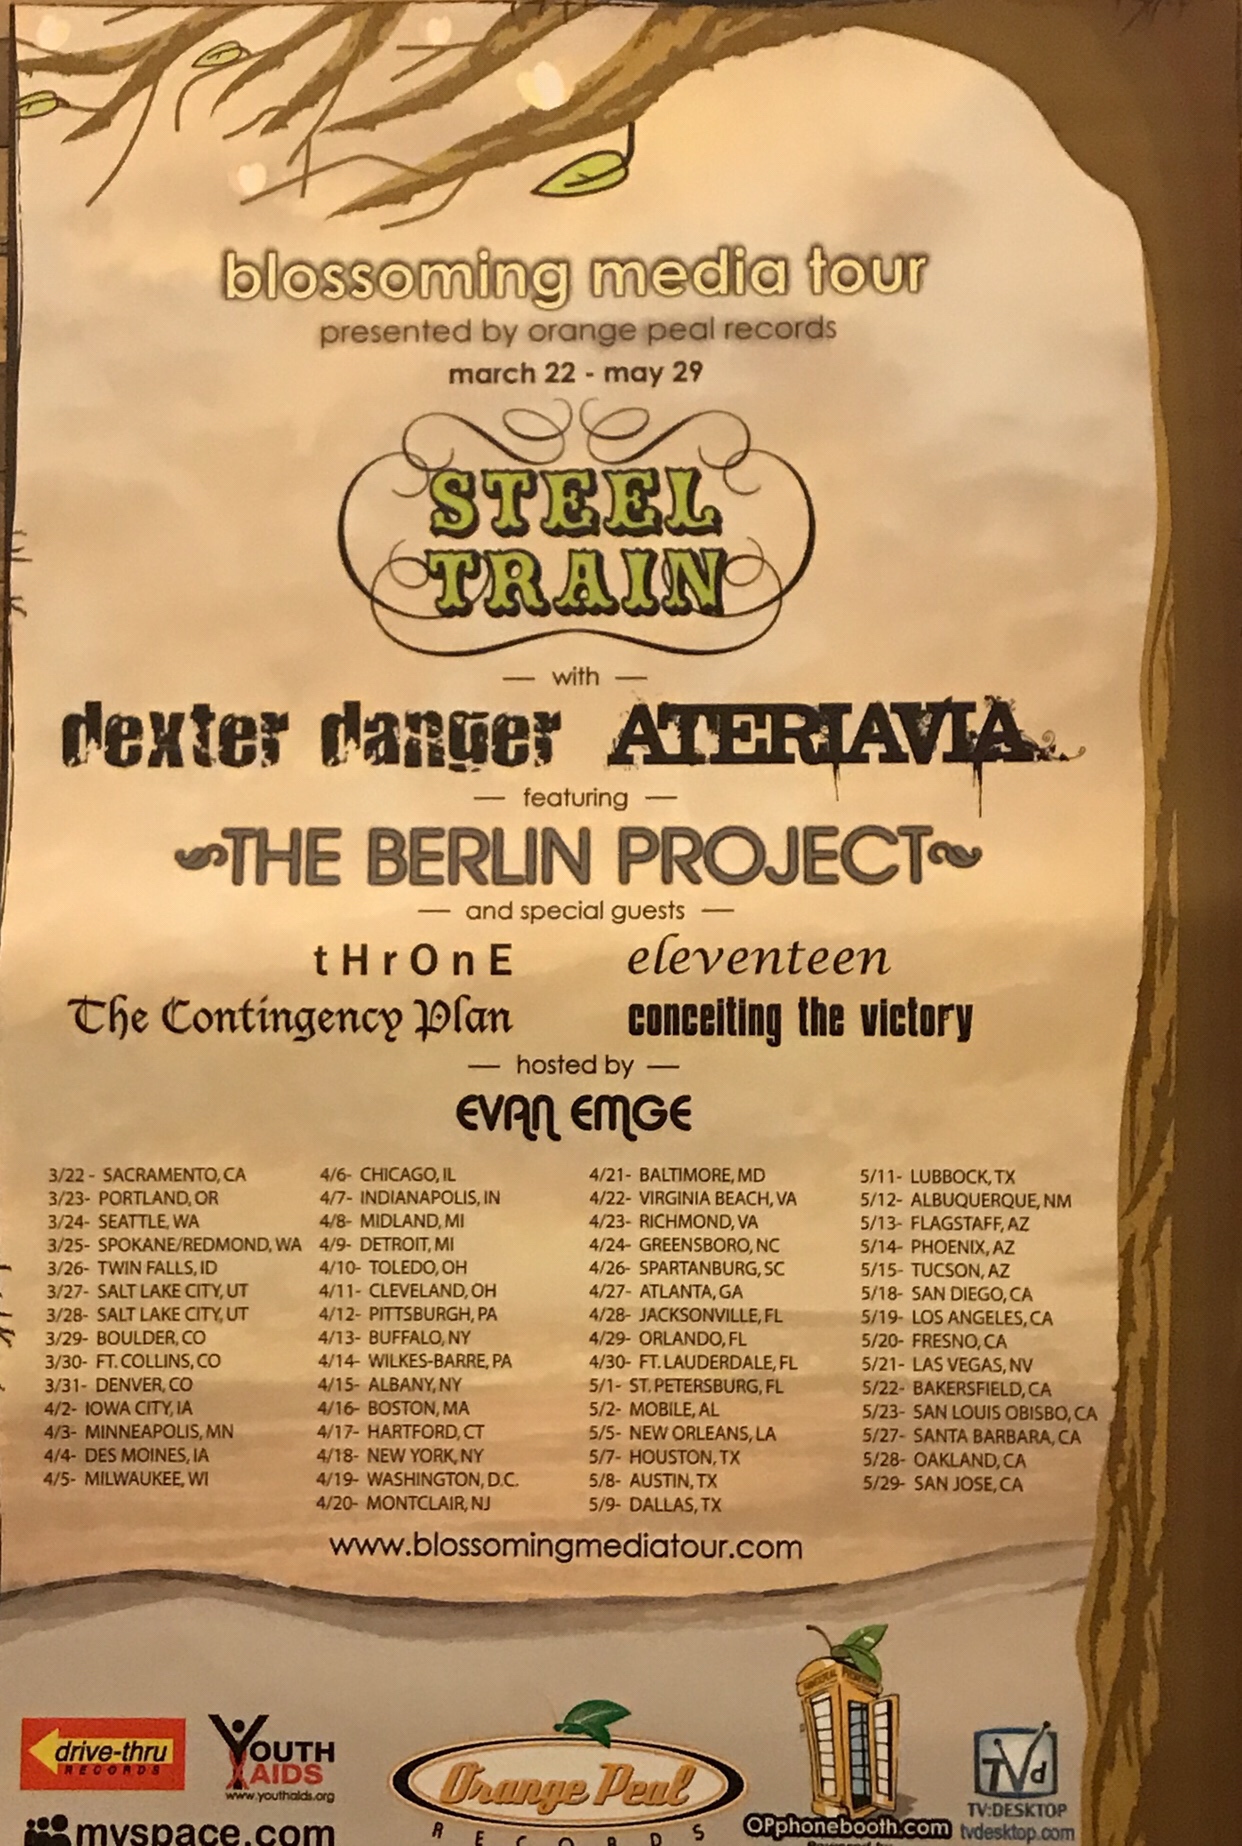 blossoming media tour
presented by orange peal records
march 22 - may 29
STEEL
TRAIN
— with —
dexter danger ATERIAVIA
— featuring —
THE BERLIN PROJECT
— and special guests —
tHrOnE eleventeen
The Contingency Plan conceiting the victory
— hosted by —
EVAN EMGE
3/22 - SACRAMENTO, CA
3/23- PORTLAND, OR
3/24- SEATTLE, WA
3/25- SPOKANE/REDMOND, WA
3/26- TWIN FALLS, ID
3/27- SALT LAKE CITY, UT
3/28- SALT LAKE CITY, UT
3/29- BOULDER, CO
3/30- FT. COLLINS, CO
3/31- DENVER, CO
4/2- IOWA CITY, IA
4/3- MINNEAPOLIS, MN
4/4- DES MOINES, IA
4/5- MILWAUKEE, WI
4/6- CHICAGO, IL
4/7- INDIANAPOLIS, IN
4/8- MIDLAND, MI
4/9- DETROIT, MI
4/10- TOLEDO, OH
4/11- CLEVELAND, OH
4/12- PITTSBURGH, PA
4/13- BUFFALO, NY
4/14- WILKES-BARRE, PA
4/15- ALBANY, NY
4/16- BOSTON, MA
4/17- HARTFORD, CT
4/18- NEW YORK, NY
4/19- WASHINGTON, D.C.
4/20- MONTCLAIR, NJ
4/21- BALTIMORE, MD
4/22- VIRGINIA BEACH, VA
4/23- RICHMOND, VA
4/24- GREENSBORO, NC
4/26- SPARTANBURG, SC
4/27- ATLANTA, GA
4/28- JACKSONVILLE, FL
4/29- ORLANDO, FL
4/30- FT. LAUDERDALE, FL
5/1- ST. PETERSBURG, FL
5/2- MOBILE, AL
5/5- NEW ORLEANS, LA
5/7- HOUSTON, TX
5/8- AUSTIN, TX
5/9- DALLAS, TX
5/11- LUBBOCK, TX
5/12- ALBUQUERQUE, NM
5/13- FLAGSTAFF, AZ
5/14- PHOENIX, AZ
5/15- TUCSON, AZ
5/18- SAN DIEGO, CA
5/19- LOS ANGELES, CA
5/20- FRESNO, CA
5/21- LAS VEGAS, NV
5/22- BAKERSFIELD, CA
5/23- SAN LOUIS OBISBO, CA
5/27- SANTA BARBARA, CA
5/28- OAKLAND, CA
5/29- SAN JOSE, CA
www.blossomingmediatour.com
drive-thru
RECORDS
YOUTH
AIDS
www.youthaids.org
myspace.com
Orange Peal
RECORDS
OPphonebooth.com
TVd
TV:DESKTOP
tvdesktop.com